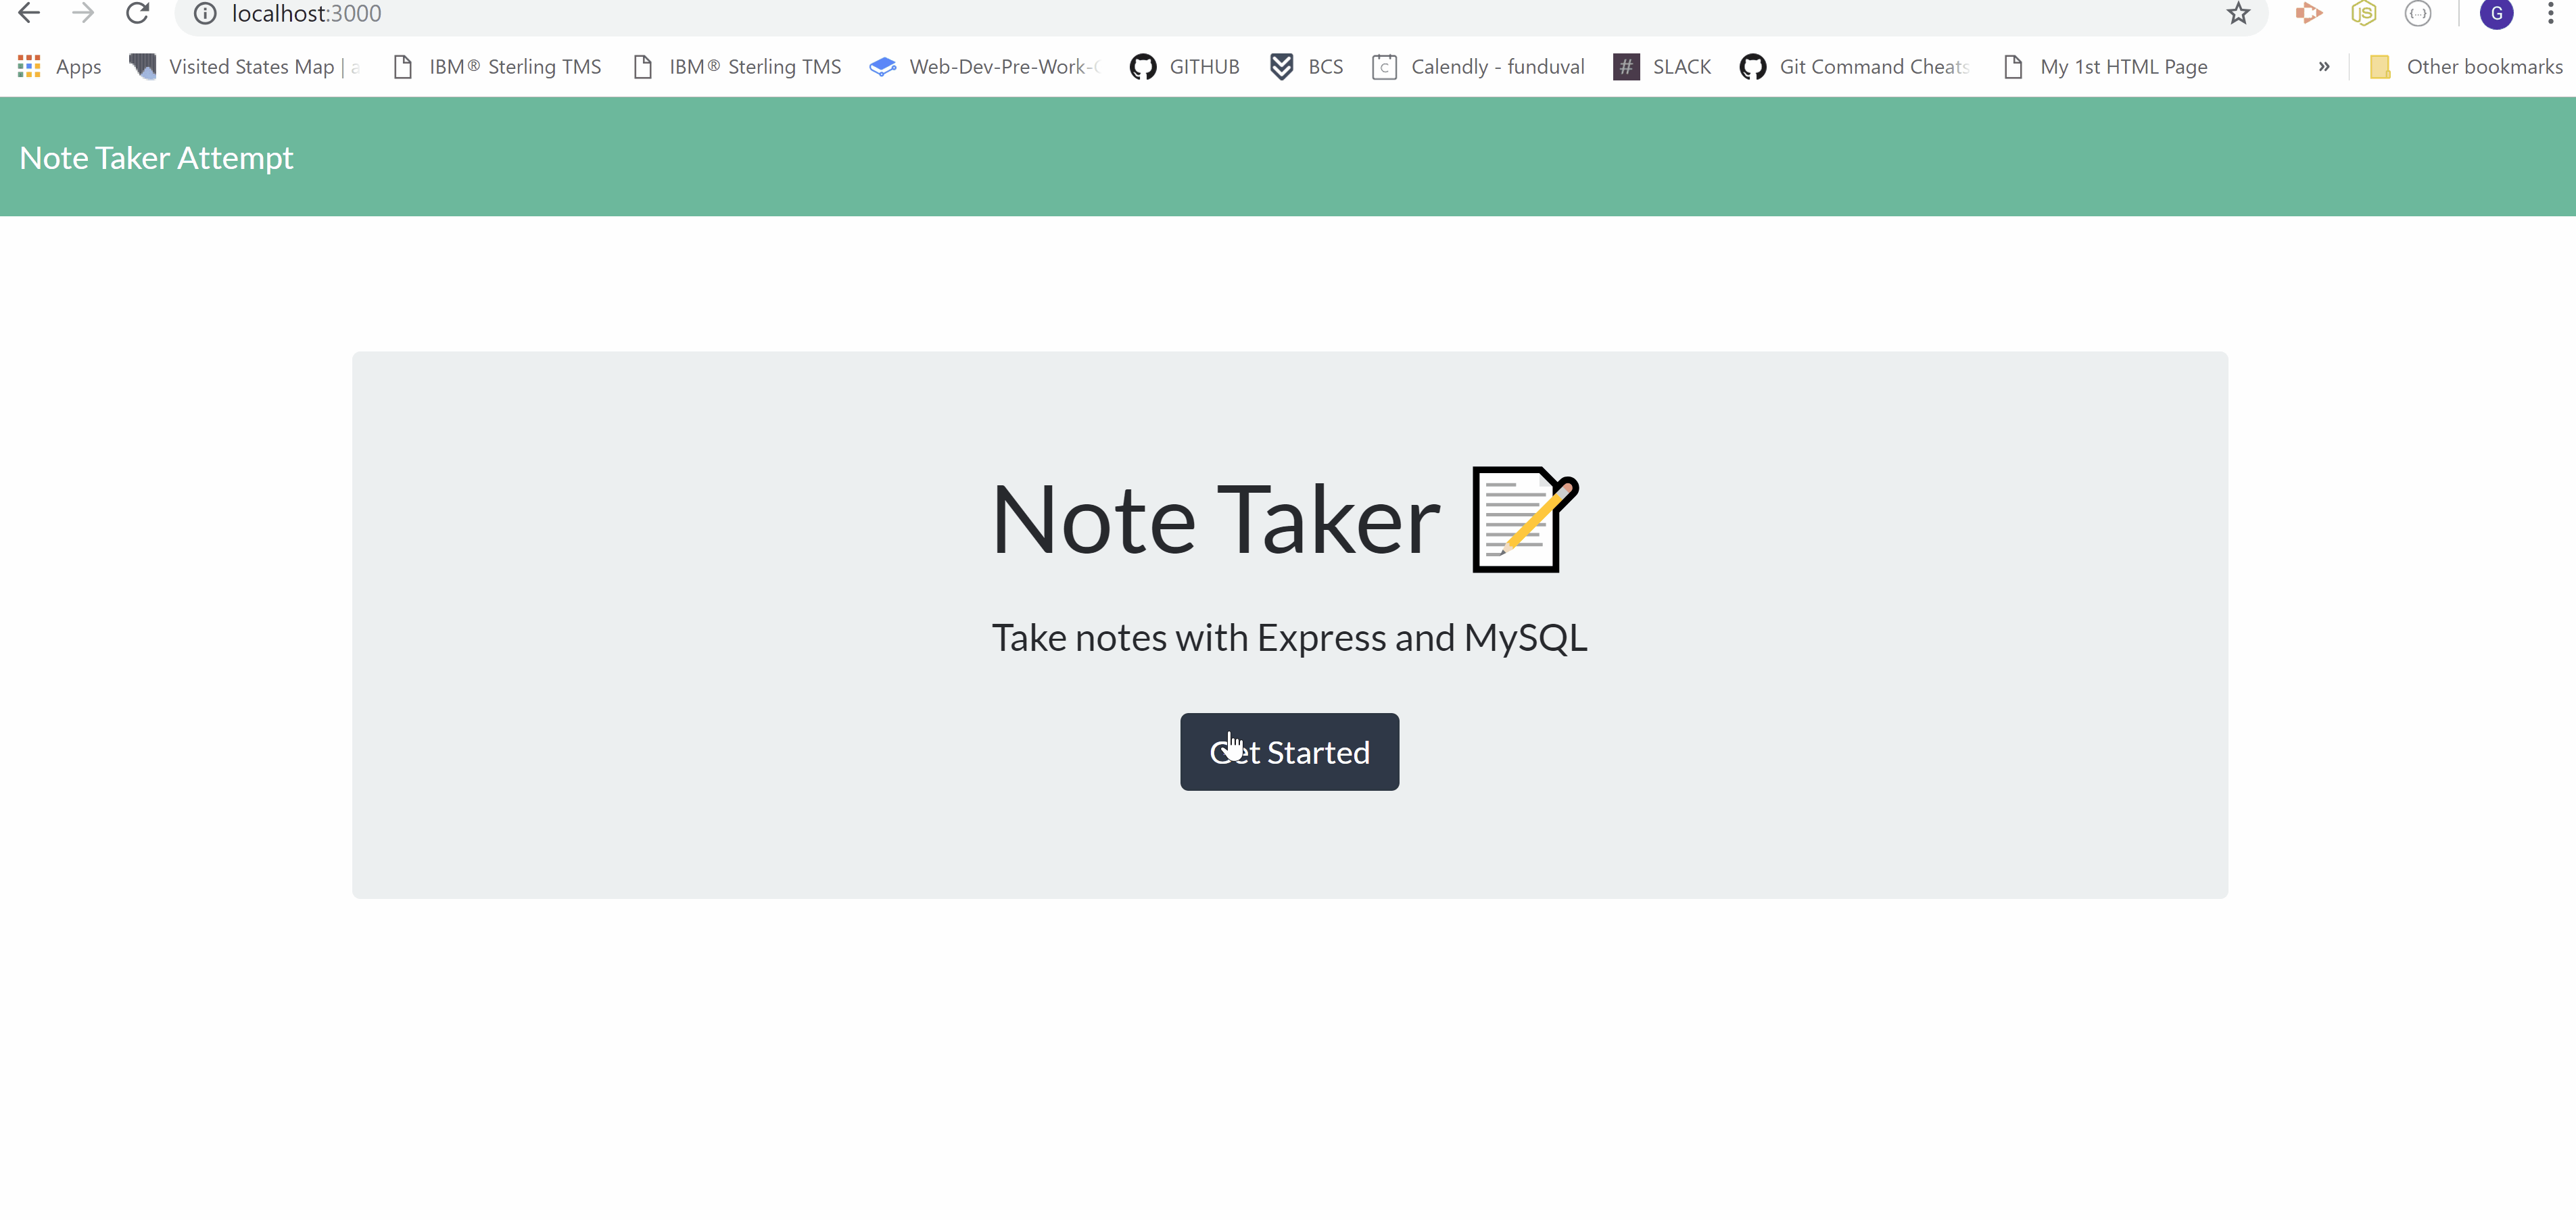 localhost:3000
Apps Visited States Map | IBM® Sterling TMS IBM® Sterling TMS Web-Dev-Pre-Work- GITHUB BCS Calendly - funduval SLACK Git Command Cheats My 1st HTML Page » Other bookmarks
Note Taker Attempt
Note Taker
Take notes with Express and MySQL
Get Started